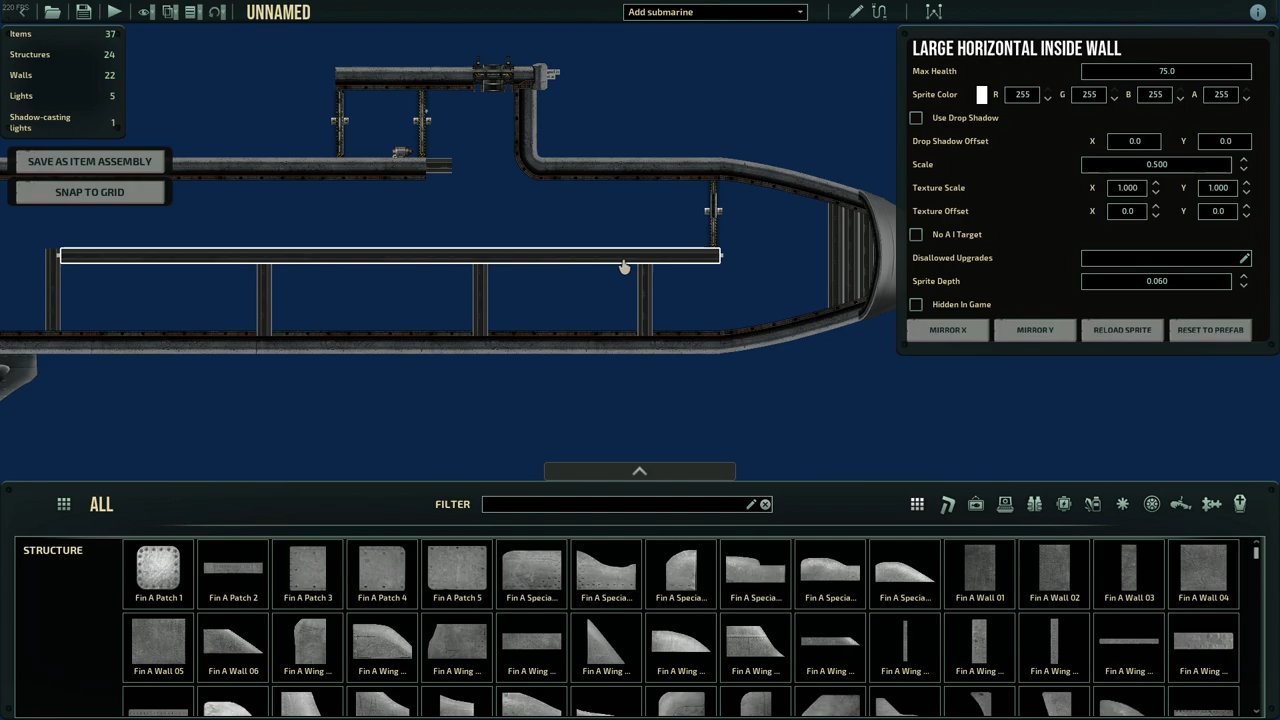 220 FPS
UNNAMED
Add submarine
Items 37
Structures 24
Walls 22
Lights 5
Shadow-casting
lights 1
SAVE AS ITEM ASSEMBLY
SNAP TO GRID
LARGE HORIZONTAL INSIDE WALL
Max Health 75.0
Sprite Color R 255 G 255 B 255 A 255
Use Drop Shadow
Drop Shadow Offset X 0.0 Y 0.0
Scale 0.500
Texture Scale X 1.000 Y 1.000
Texture Offset X 0.0 Y 0.0
No A I Target
Disallowed Upgrades
Sprite Depth 0.060
Hidden In Game
MIRROR X MIRROR Y RELOAD SPRITE RESET TO PREFAB
ALL FILTER
STRUCTURE
Fin A Patch 1 Fin A Patch 2 Fin A Patch 3 Fin A Patch 4 Fin A Patch 5 Fin A Specia... Fin A Specia... Fin A Specia... Fin A Specia... Fin A Specia... Fin A Specia... Fin A Wall 01 Fin A Wall 02 Fin A Wall 03 Fin A Wall 04
Fin A Wall 05 Fin A Wall 06 Fin A Wing ... Fin A Wing ... Fin A Wing ... Fin A Wing ... Fin A Wing ... Fin A Wing ... Fin A Wing ... Fin A Wing ... Fin A Wing ... Fin A Wing ... Fin A Wing ... Fin A Wing ... Fin A Wing ...